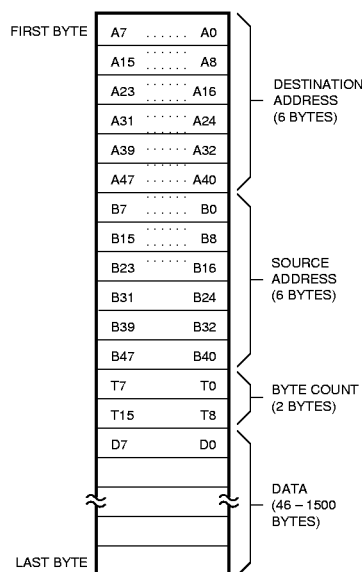 FIRST BYTE
A7 ...... A0
A15 ...... A8
A23 ...... A16
A31 ...... A24
A39 ...... A32
A47 ...... A40
B7 ...... B0
B15 ...... B8
B23 ...... B16
B31 B24
B39 B32
B47 B40
T7 T0
T15 T8
D7 D0
LAST BYTE
DESTINATION
ADDRESS
(6 BYTES)
SOURCE
ADDRESS
(6 BYTES)
BYTE COUNT
(2 BYTES)
DATA
(46 – 1500
BYTES)